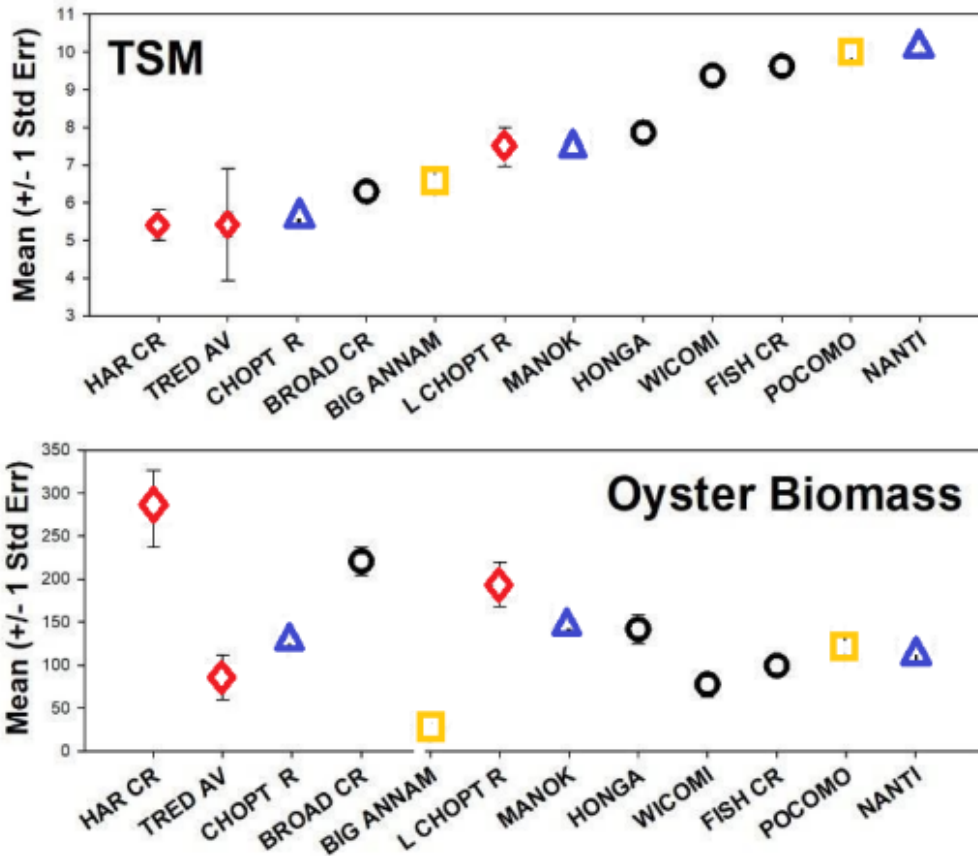 TSM
Mean (+/- 1 Std Err)
11
10
9
8
7
6
5
4
3
HAR CR
TRED AV
CHOPT R
BROAD CR
BIG ANNAM
L CHOPT R
MANOK
HONGA
WICOMI
FISH CR
POCOMO
NANTI
Oyster Biomass
Mean (+/- 1 Std Err)
350
300
250
200
150
100
50
0
HAR CR
TRED AV
CHOPT R
BROAD CR
BIG ANNAM
L CHOPT R
MANOK
HONGA
WICOMI
FISH CR
POCOMO
NANTI